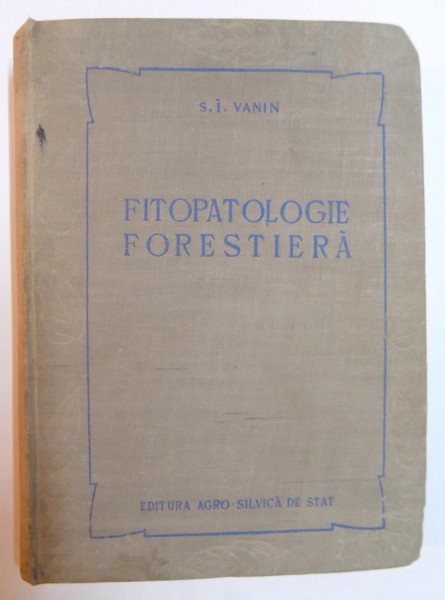 S. I. VANIN
FITOPATOLOGIE
FORESTIERĂ
EDITURA AGRO-SILVICĂ DE STAT